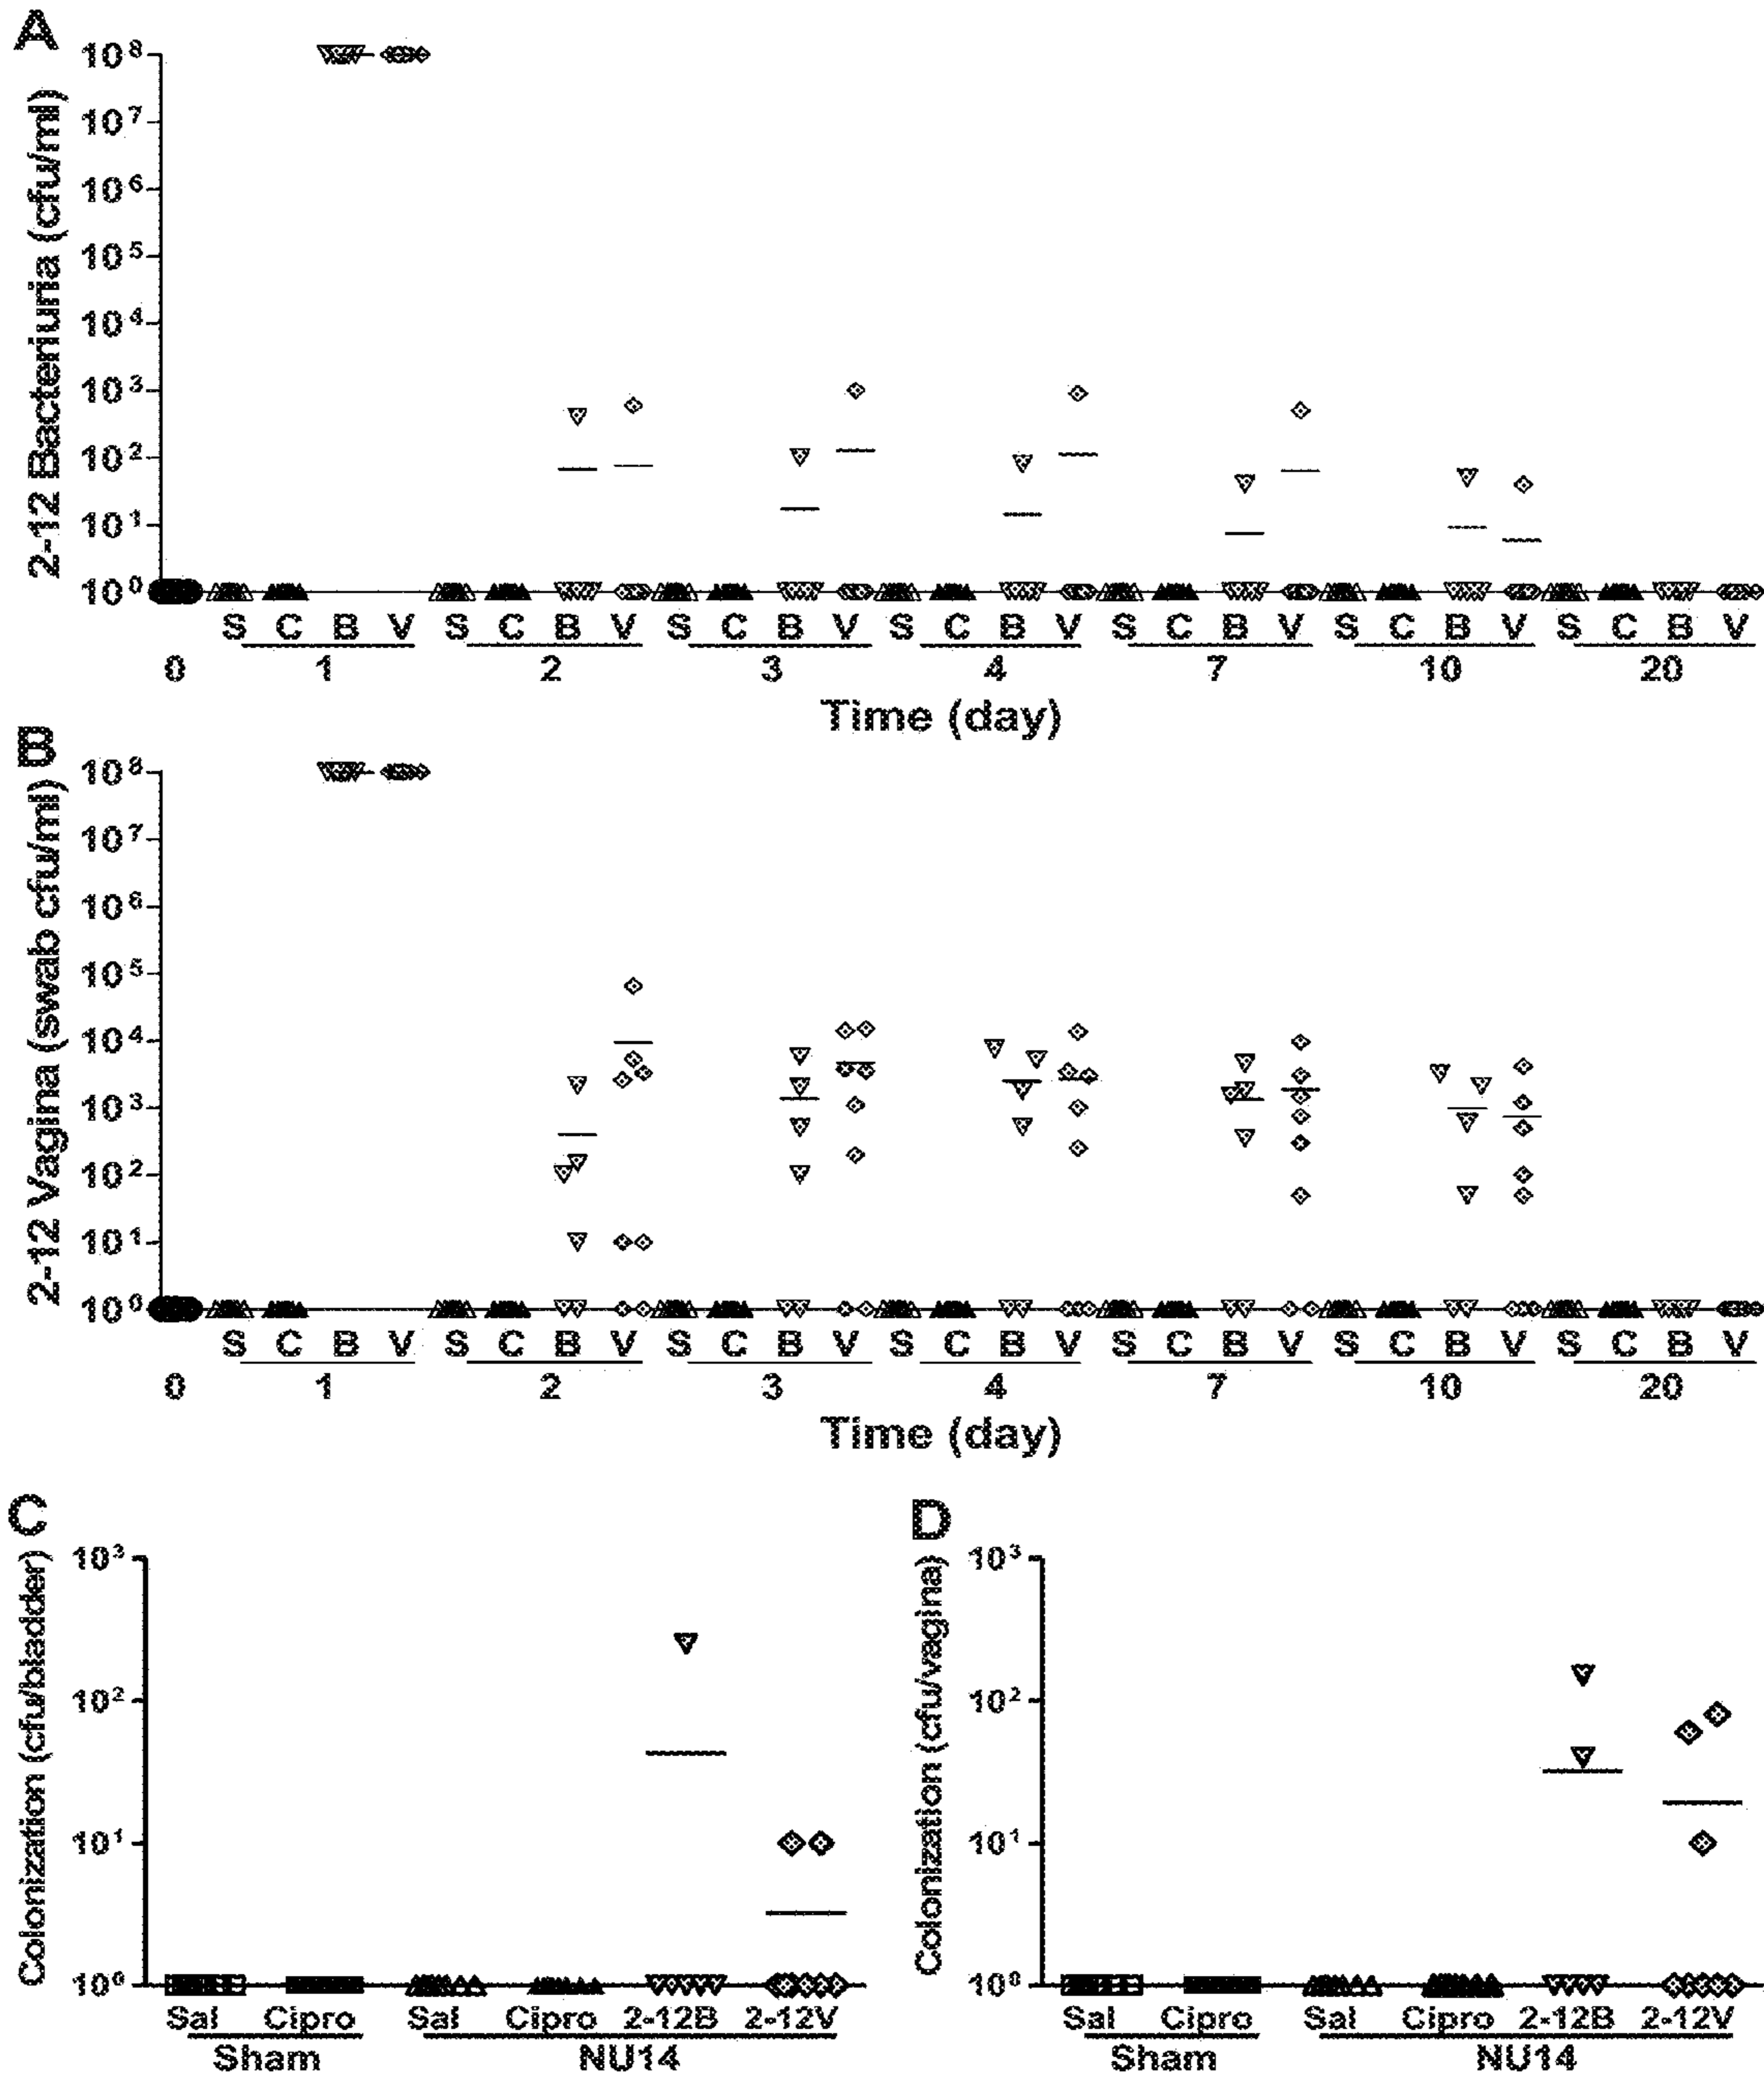 A
2-12 Bacteriuria (cfu/ml)
10⁸
10⁷
10⁶
10⁵
10⁴
10³
10²
10¹
10⁰
S C B V S C B V S C B V S C B V S C B V S C B V S C B V
0 1 2 3 4 7 10 20
Time (day)
B
2-12 Vagina (swab cfu/ml)
10⁸
10⁷
10⁶
10⁵
10⁴
10³
10²
10¹
10⁰
S C B V S C B V S C B V S C B V S C B V S C B V S C B V
0 1 2 3 4 7 10 20
Time (day)
C
Colonization (cfu/bladder)
10³
10²
10¹
10⁰
Sal Cipro Sal Cipro 2-12B 2-12V
Sham NU14
D
Colonization (cfu/vagina)
10³
10²
10¹
10⁰
Sal Cipro Sal Cipro 2-12B 2-12V
Sham NU14